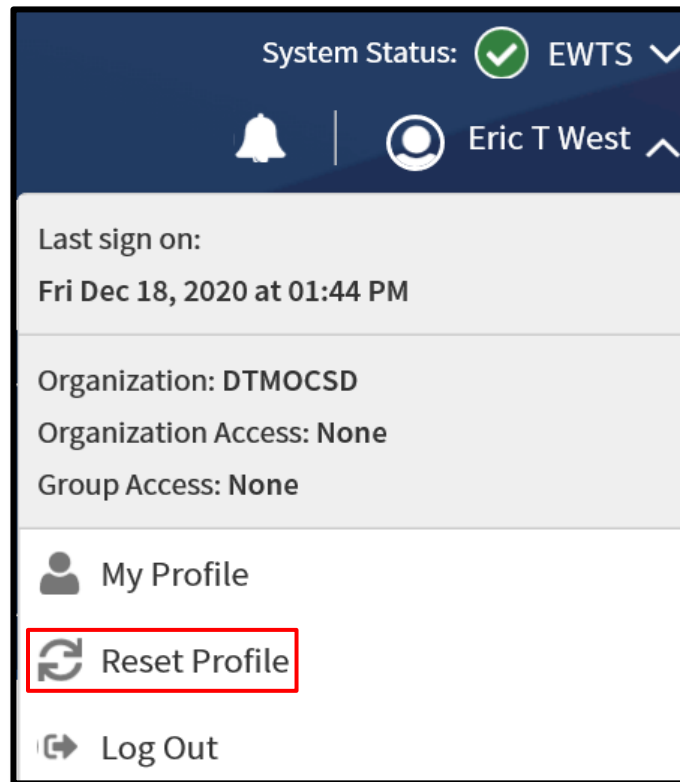 System Status: EWTS
Eric T West
Last sign on:
Fri Dec 18, 2020 at 01:44 PM
Organization: DTMOCSD
Organization Access: None
Group Access: None
My Profile
Reset Profile
Log Out